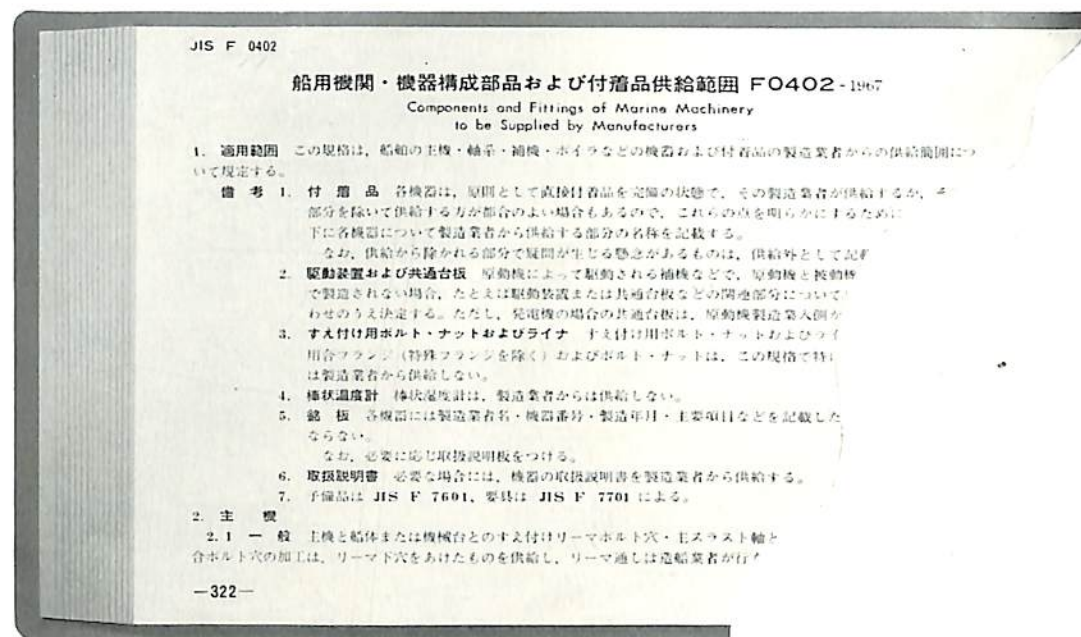 JIS F 0402
船用機関・機器構成部品および付着品供給範囲 F0402-1967
Components and Fittings of Marine Machinery
to be Supplied by Manufacturers
1. 適用範囲 この規格は，船舶の主機・軸系・補機・ボイラなどの機器および付着品の製造業者からの供給範囲につ
いて規定する。
備 考 1. 付 着 品 各機器は，原則として直接付着品を完備の状態で，その製造業者が供給するが，
部分を除いて供給する方が都合のよい場合もあるので，これらの点を明らかにするために
下に各機器について製造業者から供給する部分の名称を記載する。
なお，供給から除かれる部分で疑問が生じる懸念があるものは，供給外として記
2. 駆動装置および共通台板 原動機によって駆動される補機などで，原動機と被動機
で製造されない場合，たとえば駆動装置または共通台板などの関連部分について
わせのうえ決定する。ただし，発電機の場合の共通台板は，原動機製造業入側か
3. すえ付け用ボルト・ナットおよびライナ すえ付け用ボルト・ナットおよびライ
用合フランジ（特殊フランジを除く）およびボルト・ナットは，この規格で特に
は製造業者から供給しない。
4. 棒状温度計 棒状温度計は，製造業者からは供給しない。
5. 銘 板 各機器には製造業者名・機器番号・製造年月・主要項目などを記載した
ならない。
なお，必要に応じ取扱説明板をつける。
6. 取扱説明書 必要な場合には，機器の取扱説明書を製造業者から供給する。
7. 予備品は JIS F 7601，要具は JIS F 7701 による。
2. 主 機
2.1 一 般 主機と船体または機械台とのすえ付けリーマボルト穴・主スラスト軸と
合ボルト穴の加工は，リーマ下穴をあけたものを供給し，リーマ通しは造船業者が行
—322—